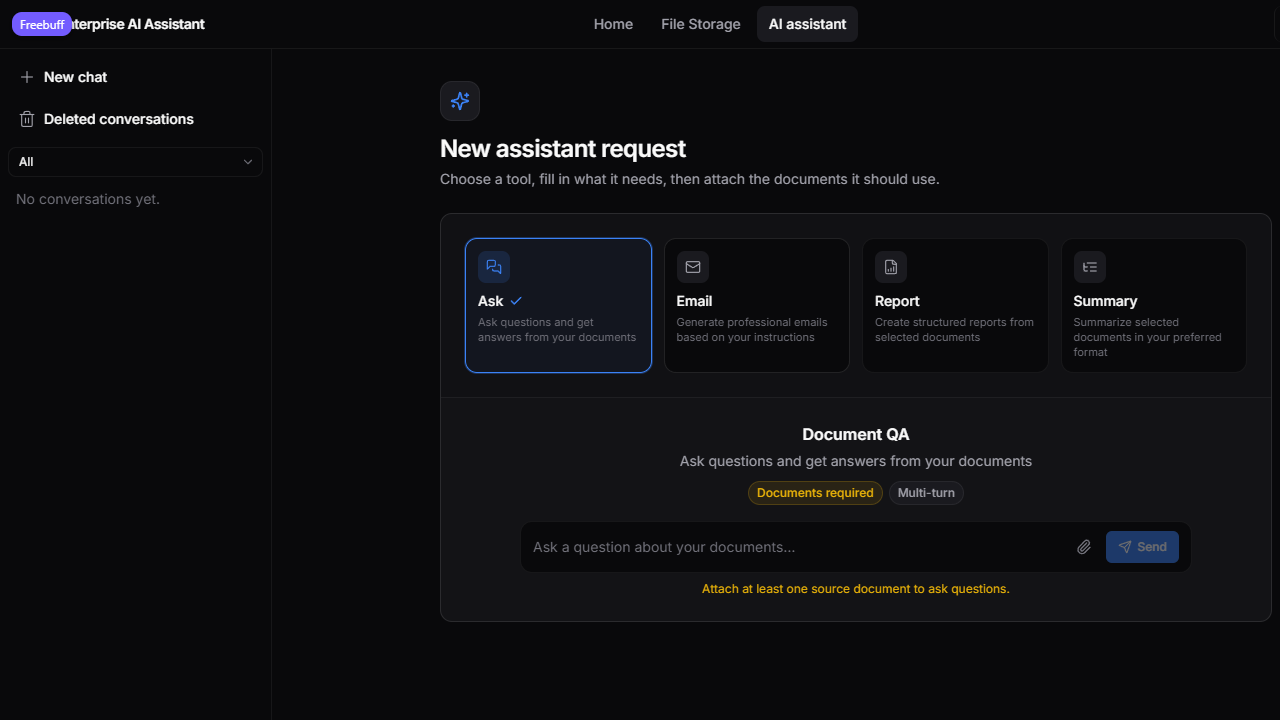 Freebuff
nterprise AI Assistant
Home
File Storage
AI assistant
New chat
Deleted conversations
All
No conversations yet.
New assistant request
Choose a tool, fill in what it needs, then attach the documents it should use.
Ask
Ask questions and get
answers from your documents
Email
Generate professional emails
based on your instructions
Report
Create structured reports from
selected documents
Summary
Summarize selected
documents in your preferred
format
Document QA
Ask questions and get answers from your documents
Documents required
Multi-turn
Ask a question about your documents...
Send
Attach at least one source document to ask questions.